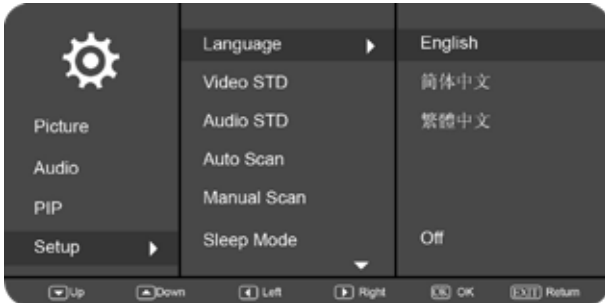 Language
English
Video STD
简体中文
Picture
Audio STD
繁體中文
Audio
Auto Scan
PIP
Manual Scan
Setup
Sleep Mode
Off
Up Down Left Right OK OK EXIT Return